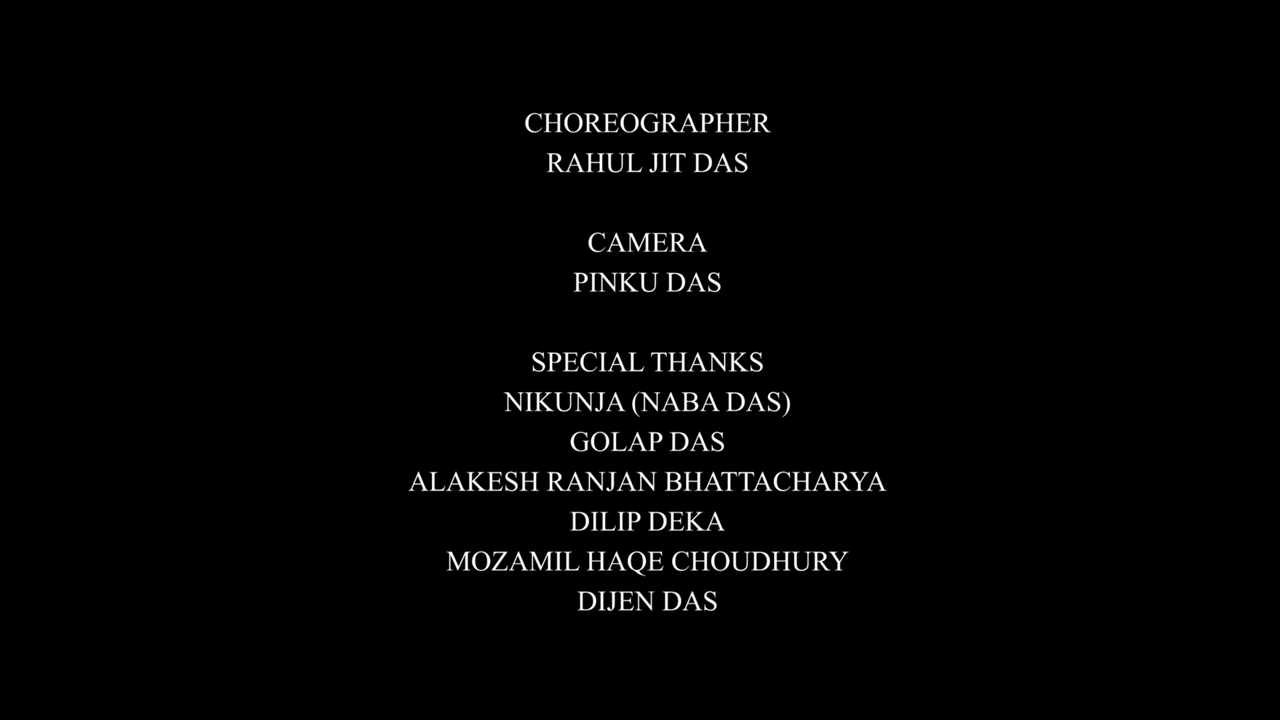 CHOREOGRAPHER
RAHUL JIT DAS
CAMERA
PINKU DAS
SPECIAL THANKS
NIKUNJA (NABA DAS)
GOLAP DAS
ALAKESH RANJAN BHATTACHARYA
DILIP DEKA
MOZAMIL HAQE CHOUDHURY
DIJEN DAS